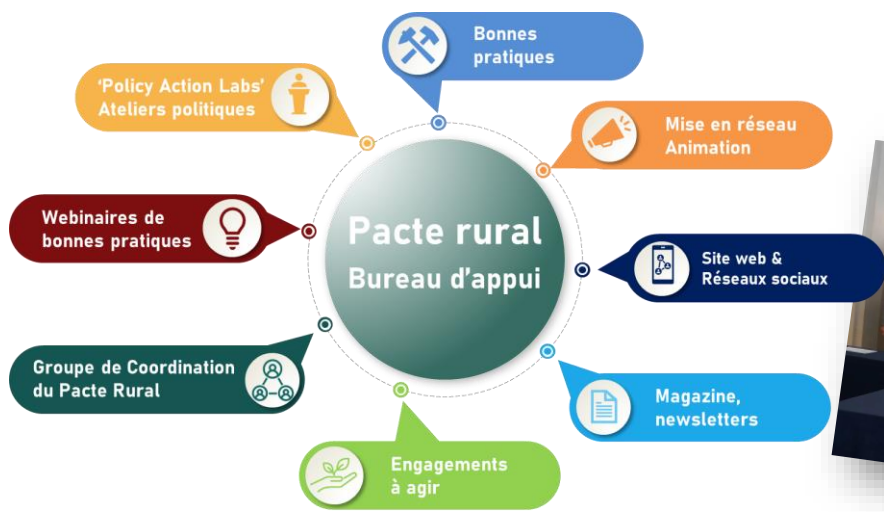 Bonnes
pratiques
'Policy Action Labs'
Ateliers politiques
Mise en réseau
Animation
Webinaires de
bonnes pratiques
Pacte rural
Bureau d'appui
Site web &
Réseaux sociaux
Groupe de Coordination
du Pacte Rural
Magazine,
newsletters
Engagements
à agir